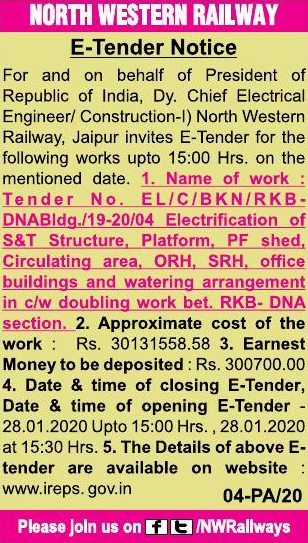 NORTH WESTERN RAILWAY
E-Tender Notice
For and on behalf of President of
Republic of India, Dy. Chief Electrical
Engineer/ Construction-I) North Western
Railway, Jaipur invites E-Tender for the
following works upto 15:00 Hrs. on the
mentioned date. 1. Name of work :
Tender No. EL/C/BKN/RKB-
DNABldg./19-20/04 Electrification of
S&T Structure, Platform, PF shed,
Circulating area, ORH, SRH, office
buildings and watering arrangement
in c/w doubling work bet. RKB- DNA
section. 2. Approximate cost of the
work : Rs. 30131558.58 3. Earnest
Money to be deposited : Rs. 300700.00
4. Date & time of closing E-Tender,
Date & time of opening E-Tender -
28.01.2020 Upto 15:00 Hrs. , 28.01.2020
at 15:30 Hrs. 5. The Details of above E-
tender are available on website :
www.ireps.gov.in
04-PA/20
Please join us on f t /NWRailways